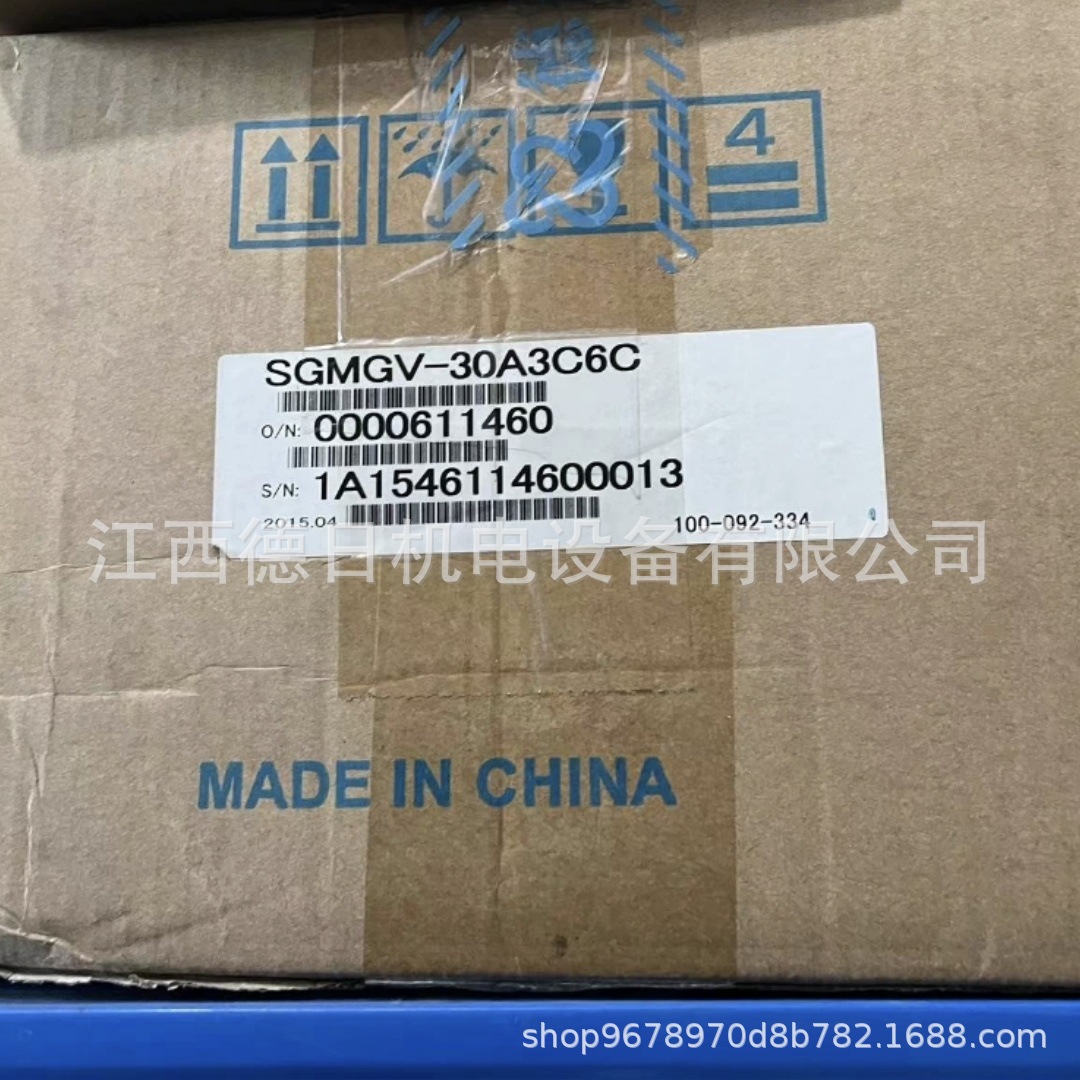 4
SGMGV-30A3C6C
O/N: 0000611460
S/N: 1A1546114600013
2015.04
100-092-334
江西德日机电设备有限公司
MADE IN CHINA
shop9678970d8b782.1688.com